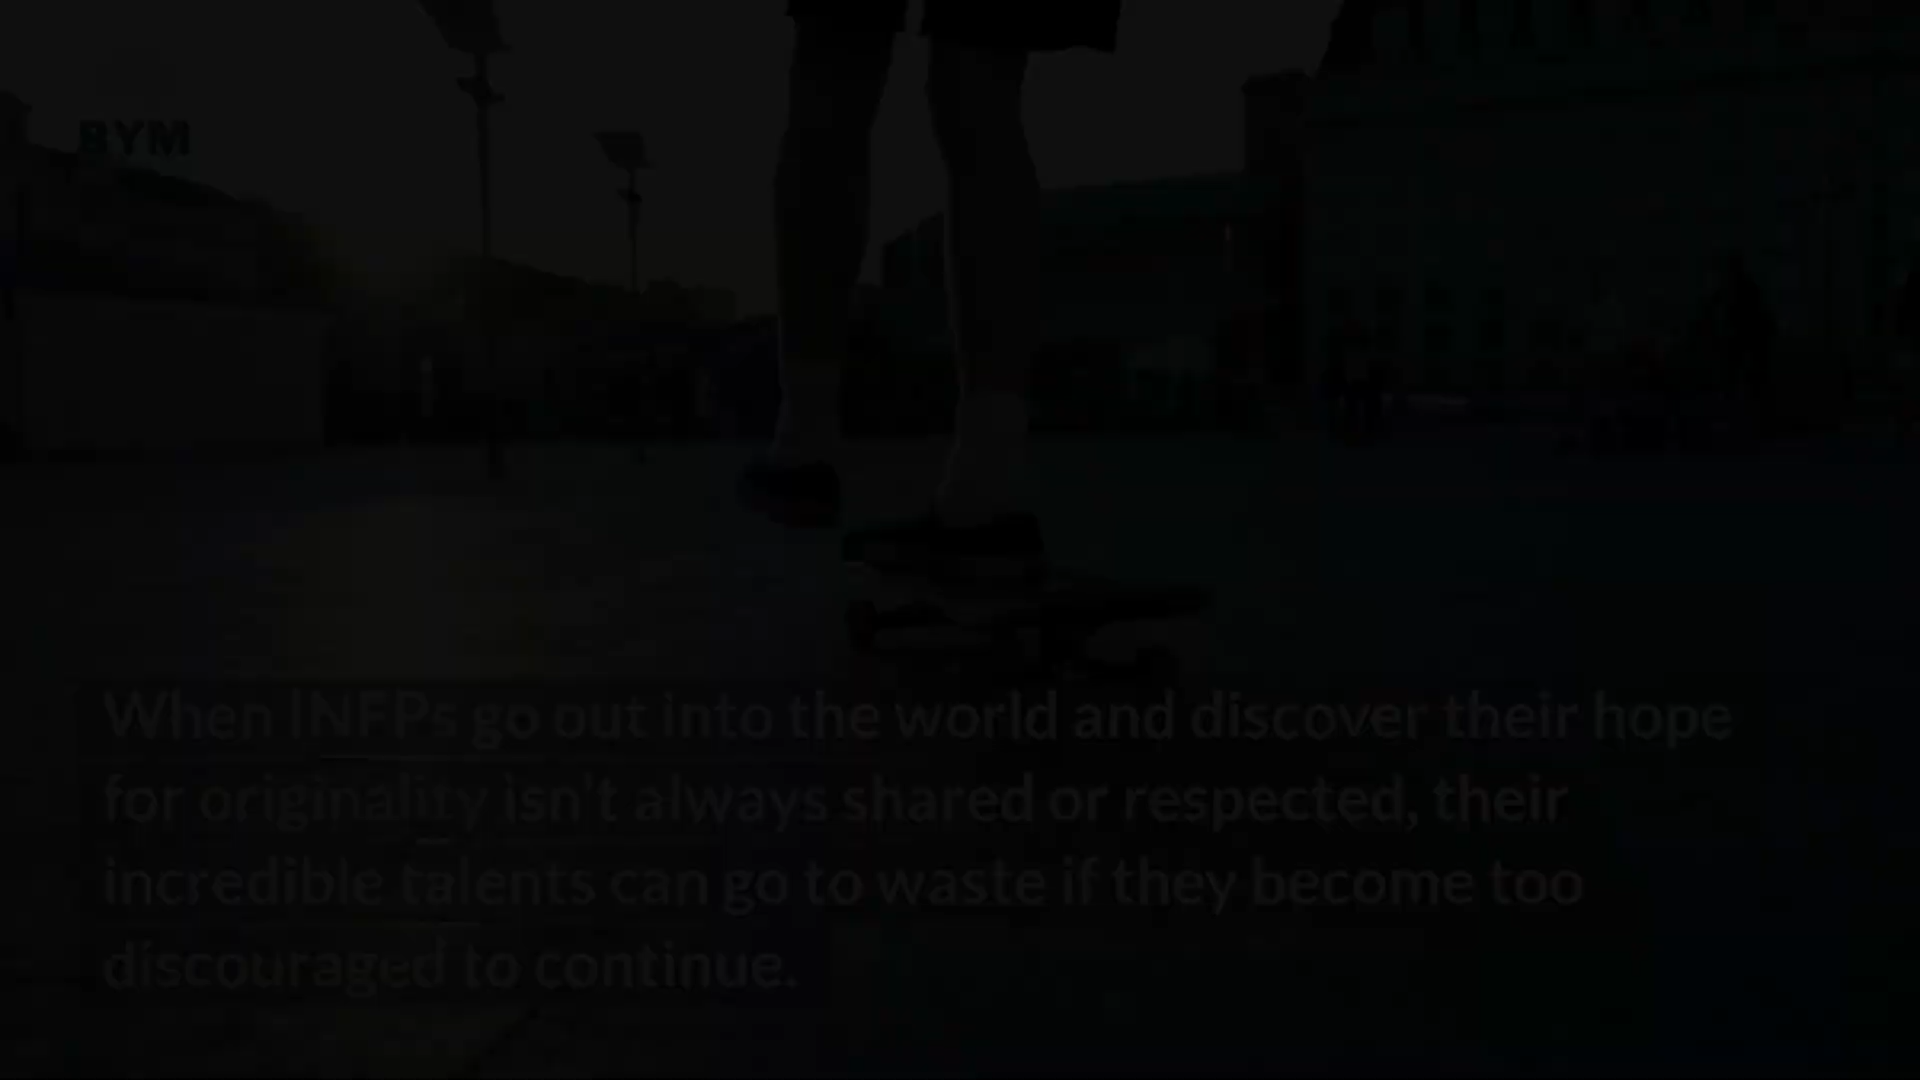 BYM
When INFPs go out into the world and discover their hope
for originality isn't always shared or respected, their
incredible talents can go to waste if they become too
discouraged to continue.